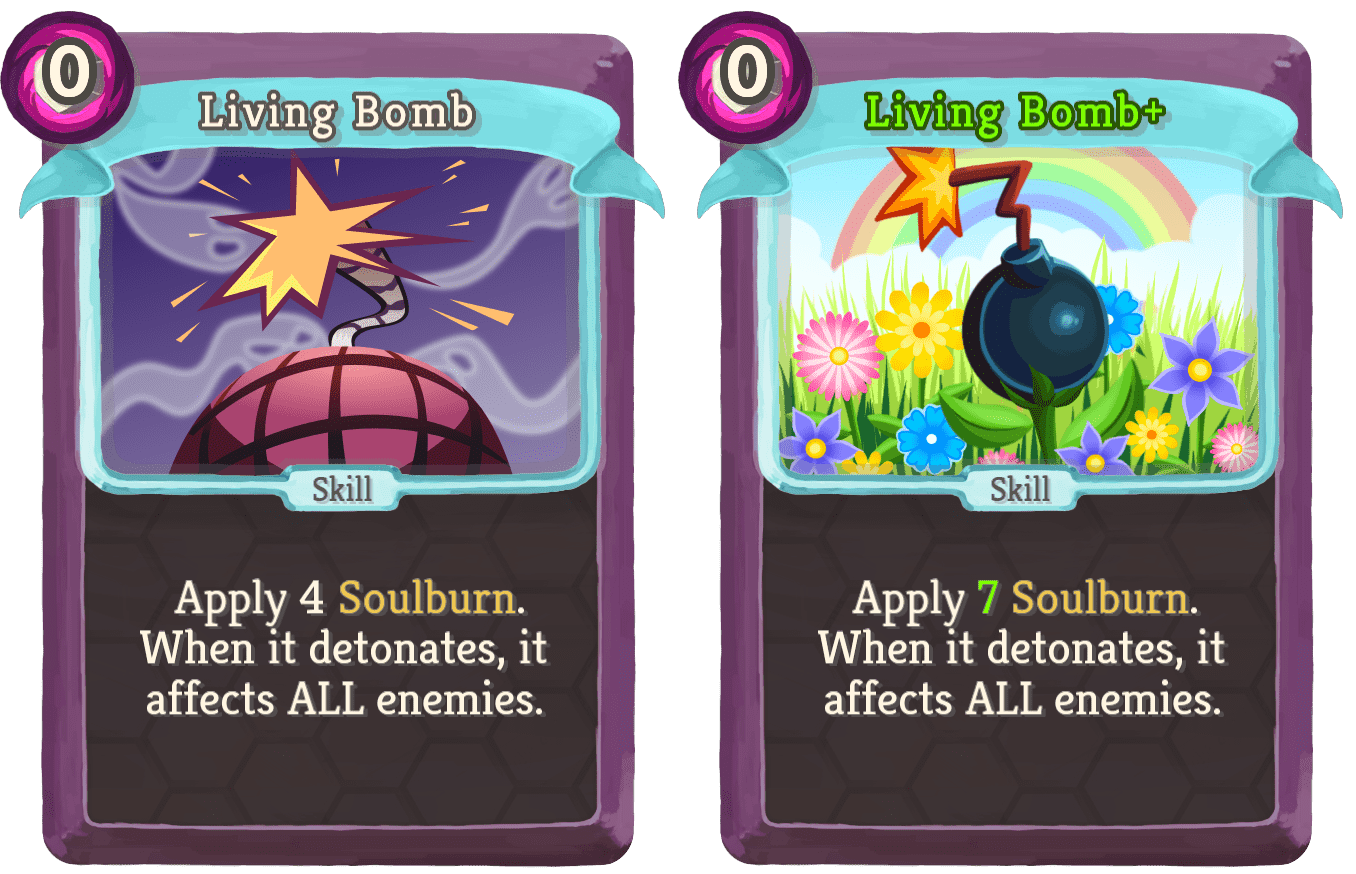 0
Living Bomb
Skill
Apply 4 Soulburn.
When it detonates, it
affects ALL enemies.
0
Living Bomb+
Skill
Apply 7 Soulburn.
When it detonates, it
affects ALL enemies.